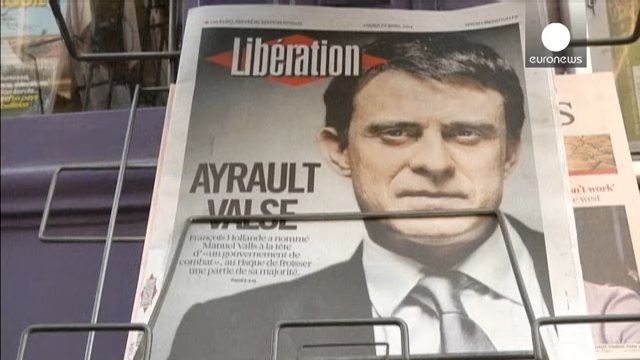 Libération
euronews
AYRAULT
VALSE
François Hollande a nommé
Manuel Valls à la tête
d'«un gouvernement de
combat», au risque de froisser
une partie de sa majorité.
n't work'